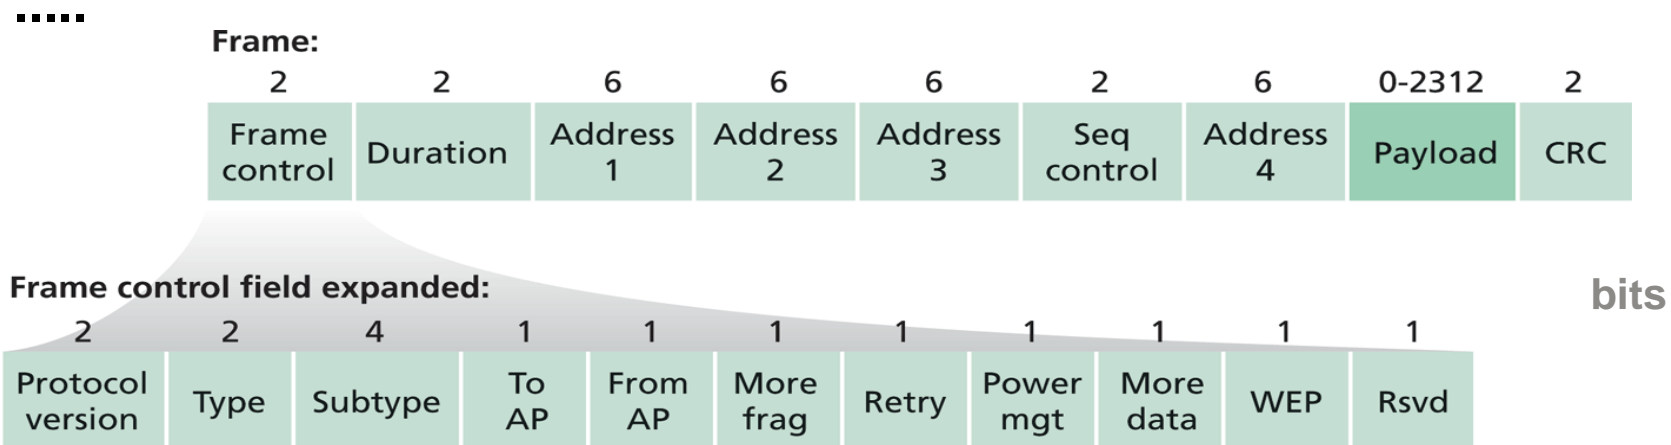 Frame:
2 2 6 6 6 2 6 0-2312 2
Frame control Duration Address 1 Address 2 Address 3 Seq control Address 4 Payload CRC
Frame control field expanded:
bits
2 2 4 1 1 1 1 1 1 1 1
Protocol version Type Subtype To AP From AP More frag Retry Power mgt More data WEP Rsvd